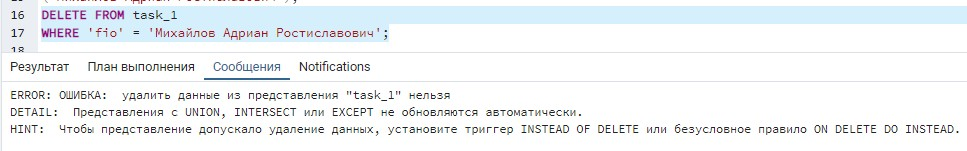 16 DELETE FROM task_1
17 WHERE 'fio' = 'Михайлов Адриан Ростиславович';
18
Результат План выполнения Сообщения Notifications
ERROR: ОШИБКА:  удалить данные из представления "task_1" нельзя
DETAIL:  Представления с UNION, INTERSECT или EXCEPT не обновляются автоматически.
HINT:  Чтобы представление допускало удаление данных, установите триггер INSTEAD OF DELETE или безусловное правило ON DELETE DO INSTEAD.